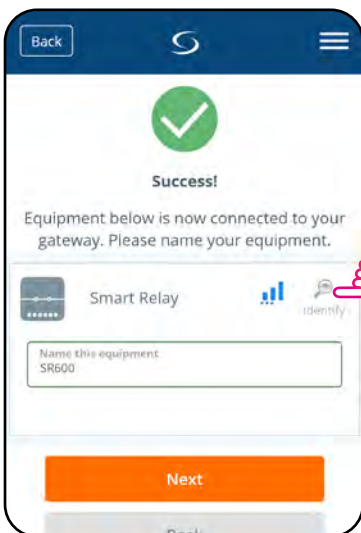 Back
Success!
Equipment below is now connected to your
gateway. Please name your equipment.
Smart Relay
Identify
Name this equipment
SR600
Next
Back